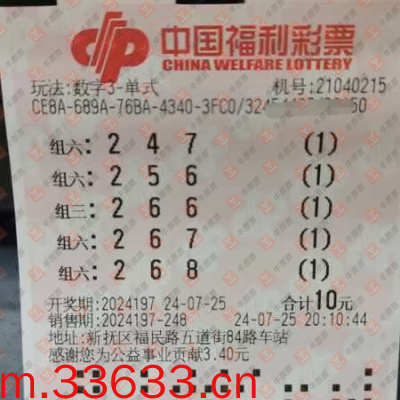 中国福利彩票
CHINA WELFARE LOTTERY
玩法:数字3-单式 机号:21040215
CE8A-689A-76BA-4340-3FC0/
组六: 2 4 7 (1)
组六: 2 5 6 (1)
组三: 2 6 6 (1)
组六: 2 6 7 (1)
组六: 2 6 8 (1)
开奖期:2024197 24-07-25 合计10元
销售期:2024197-248 24-07-25 20:10:44
地址:新抚区福民路五道街84路车站
感谢您为公益事业贡献3.40元
m.33633.cn